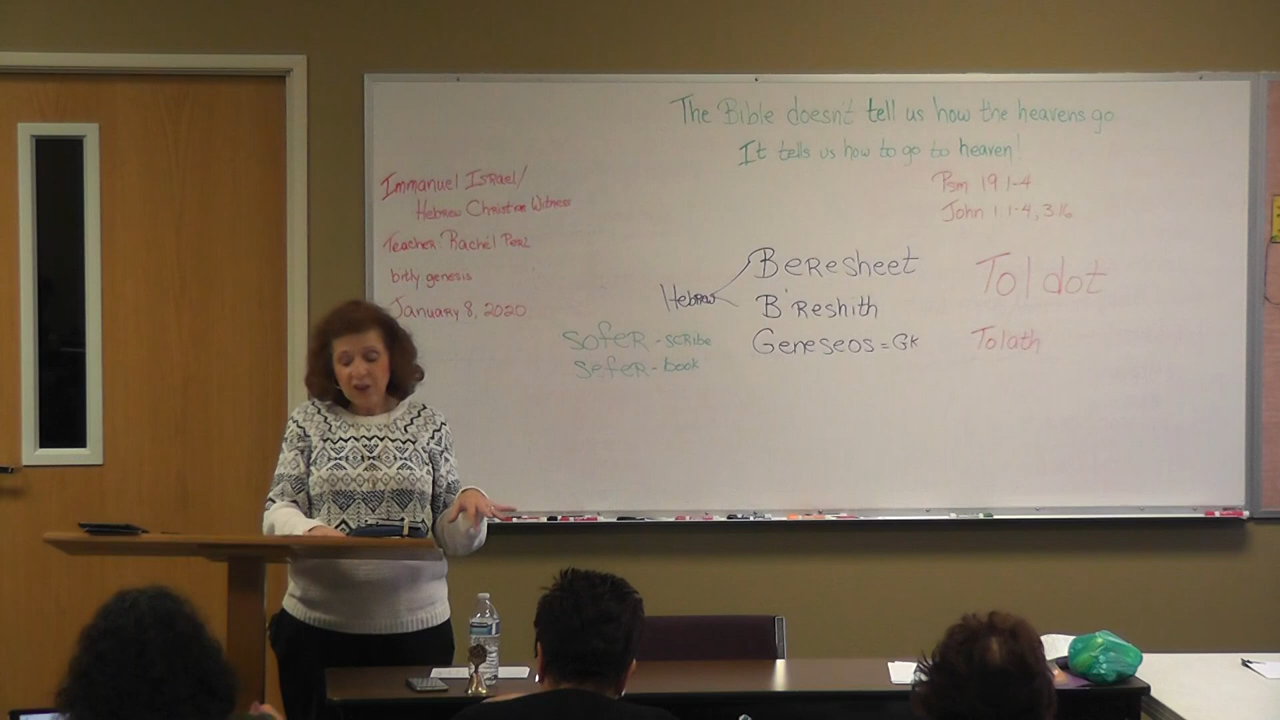 The Bible doesn't tell us how the heavens go
It tells us how to go to heaven!
Psm 19 1-4
John 1 1-4, 3 16
Immanuel Israel/
Hebrew Christian Witness
Teacher: Rachel Perl
bitly genesis
January 8, 2020
Hebrew
Beresheet
B'Reshith
Geneseos = Gk
Toldot
Tolath
Sofer - scribe
Sefer - book